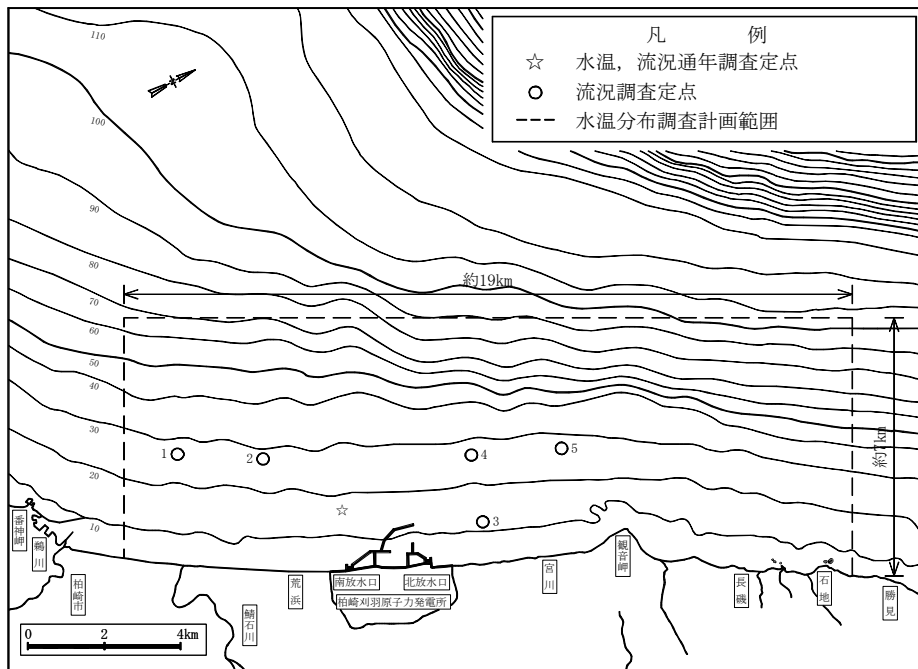 凡　　　例
☆ 水温，流況通年調査定点
○ 流況調査定点
--- 水温分布調査計画範囲
110
100
90
80
70
60
50
40
30
20
10
約19km
約7km
1
2
4
5
3
番神岬
鵜川
柏崎市
鯖石川
荒浜
南放水口
北放水口
柏崎刈羽原子力発電所
宮川
観音岬
長磯
石地
勝見
0 2 4km